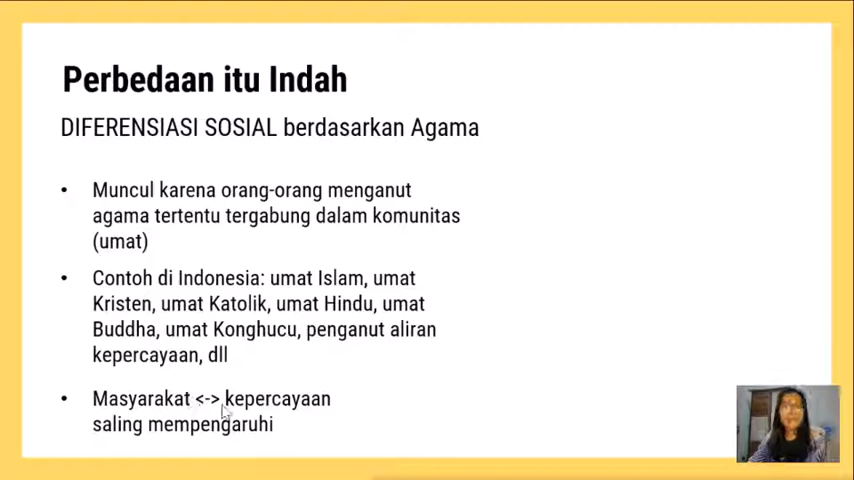 Perbedaan itu Indah
DIFERENSIASI SOSIAL berdasarkan Agama
• Muncul karena orang-orang menganut
agama tertentu tergabung dalam komunitas
(umat)
• Contoh di Indonesia: umat Islam, umat
Kristen, umat Katolik, umat Hindu, umat
Buddha, umat Konghucu, penganut aliran
kepercayaan, dll
• Masyarakat <-> kepercayaan
saling mempengaruhi